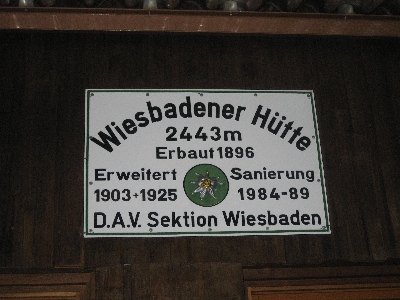 Wiesbadener Hütte
2443m
Erbaut 1896
Erweitert Sanierung
1903+1925 1984-89
D.A.V. Sektion Wiesbaden